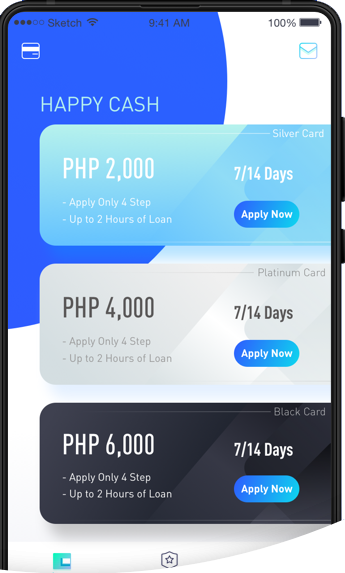 Sketch 9:41 AM 100%
HAPPY CASH
Silver Card
PHP 2,000 7/14 Days
- Apply Only 4 Step
- Up to 2 Hours of Loan
Apply Now
Platinum Card
PHP 4,000 7/14 Days
- Apply Only 4 Step
- Up to 2 Hours of Loan
Apply Now
Black Card
PHP 6,000 7/14 Days
- Apply Only 4 Step
- Up to 2 Hours of Loan
Apply Now